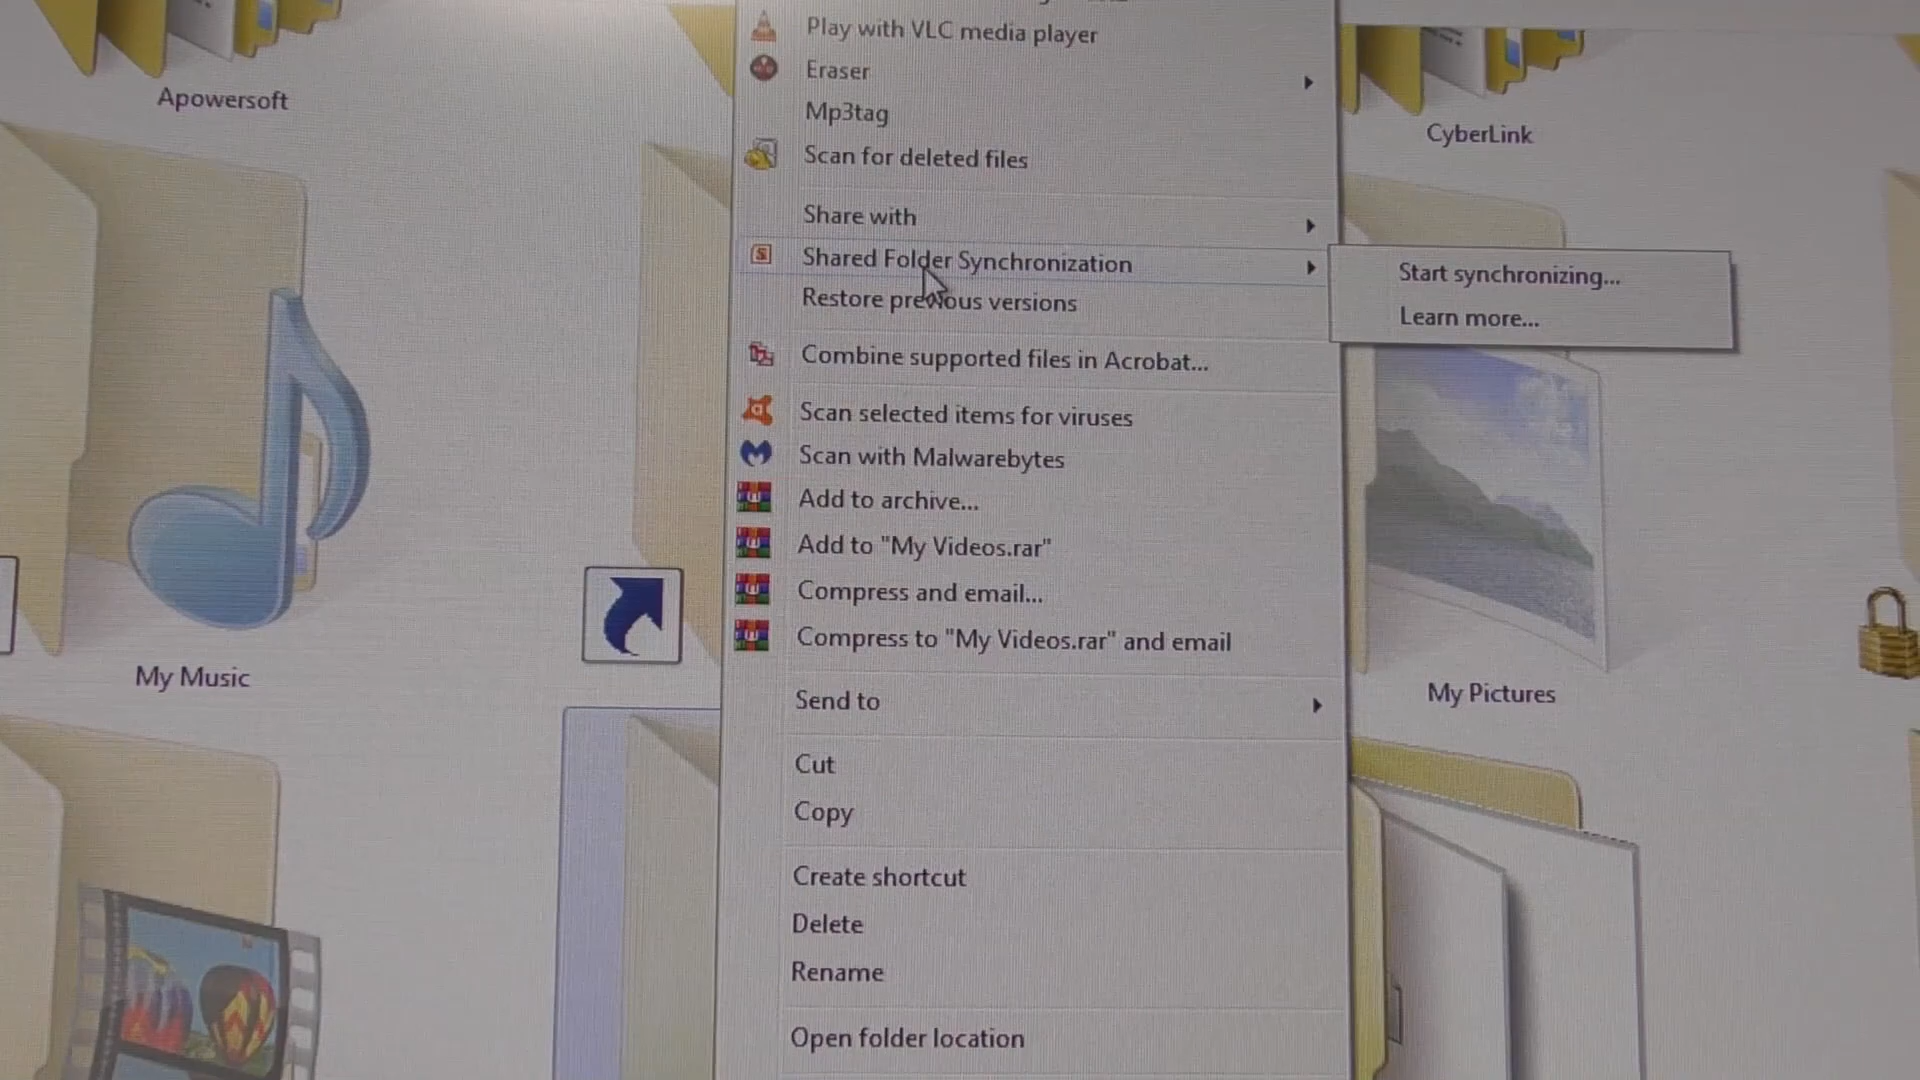 Play with VLC media player
Eraser
Mp3tag
Scan for deleted files
Share with
Shared Folder Synchronization
Restore previous versions
Combine supported files in Acrobat...
Scan selected items for viruses
Scan with Malwarebytes
Add to archive...
Add to "My Videos.rar"
Compress and email...
Compress to "My Videos.rar" and email
Send to
Cut
Copy
Create shortcut
Delete
Rename
Open folder location
Start synchronizing...
Learn more...
Apowersoft
CyberLink
My Music
My Pictures